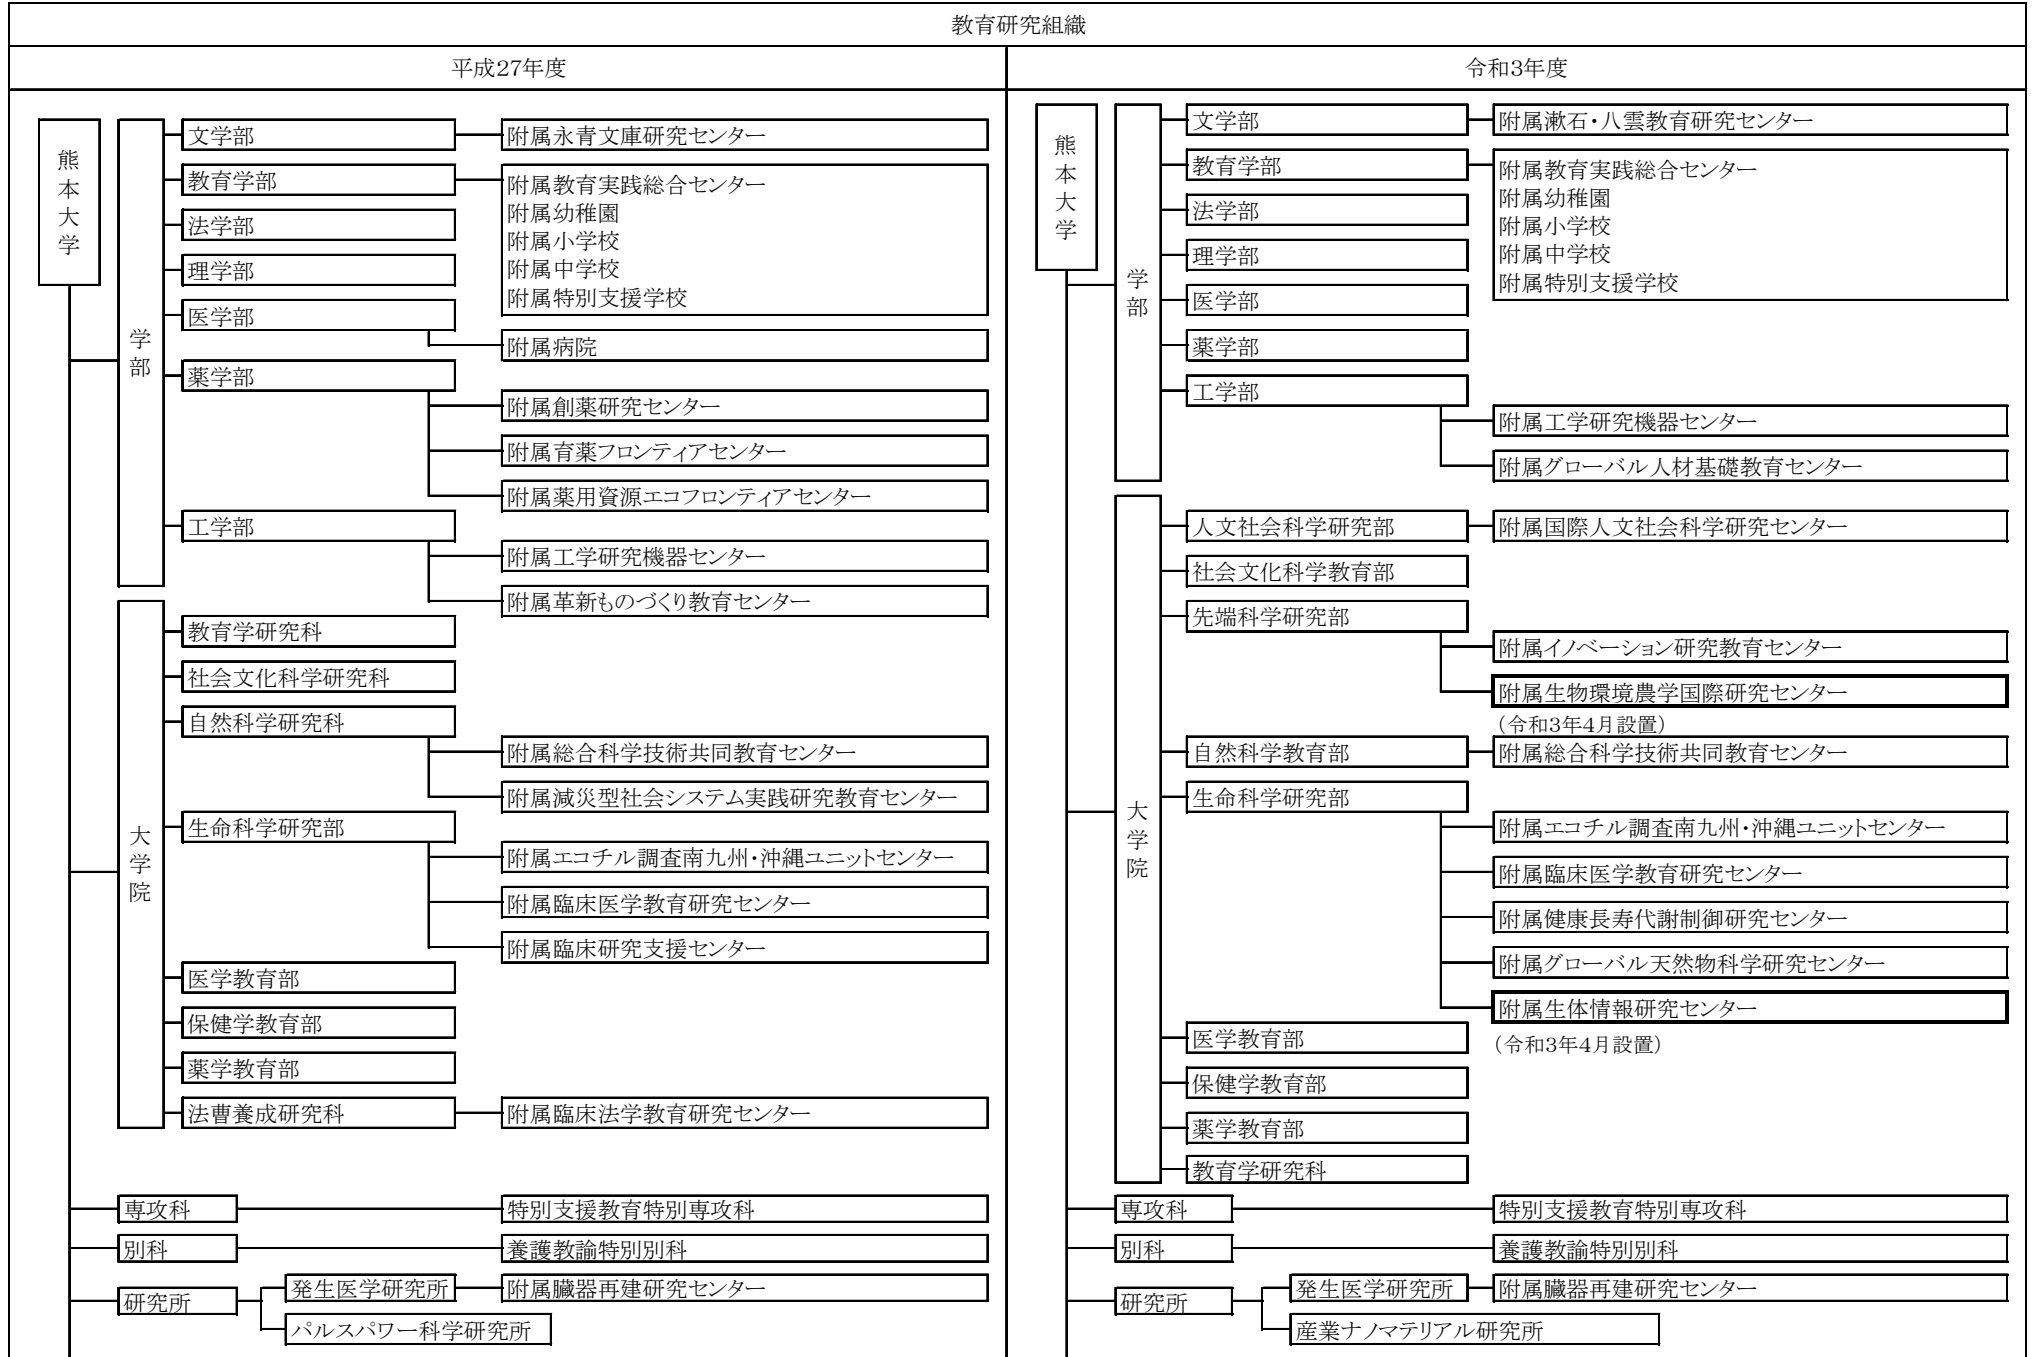 教育研究組織
平成27年度
熊本大学
学部
文学部
附属永青文庫研究センター
教育学部
附属教育実践総合センター
附属幼稚園
附属小学校
附属中学校
附属特別支援学校
法学部
理学部
医学部
附属病院
薬学部
附属創薬研究センター
附属育薬フロンティアセンター
附属薬用資源エコフロンティアセンター
工学部
附属工学研究機器センター
附属革新ものづくり教育センター
大学院
教育学研究科
社会文化科学研究科
自然科学研究科
附属総合科学技術共同教育センター
附属減災型社会システム実践研究教育センター
生命科学研究部
附属エコチル調査南九州・沖縄ユニットセンター
附属臨床医学教育研究センター
附属臨床研究支援センター
医学教育部
保健学教育部
薬学教育部
法曹養成研究科
附属臨床法学教育研究センター
専攻科
特別支援教育特別専攻科
別科
養護教諭特別別科
研究所
発生医学研究所
附属臓器再建研究センター
パルスパワー科学研究所
令和3年度
熊本大学
学部
文学部
附属漱石・八雲教育研究センター
教育学部
附属教育実践総合センター
附属幼稚園
附属小学校
附属中学校
附属特別支援学校
法学部
理学部
医学部
薬学部
工学部
附属工学研究機器センター
附属グローバル人材基礎教育センター
大学院
人文社会科学研究部
附属国際人文社会科学研究センター
社会文化科学教育部
先端科学研究部
附属イノベーション研究教育センター
附属生物環境農学国際研究センター
（令和3年4月設置）
自然科学教育部
附属総合科学技術共同教育センター
生命科学研究部
附属エコチル調査南九州・沖縄ユニットセンター
附属臨床医学教育研究センター
附属健康長寿代謝制御研究センター
附属グローバル天然物科学研究センター
附属生体情報研究センター
（令和3年4月設置）
医学教育部
保健学教育部
薬学教育部
教育学研究科
専攻科
特別支援教育特別専攻科
別科
養護教諭特別別科
研究所
発生医学研究所
附属臓器再建研究センター
産業ナノマテリアル研究所